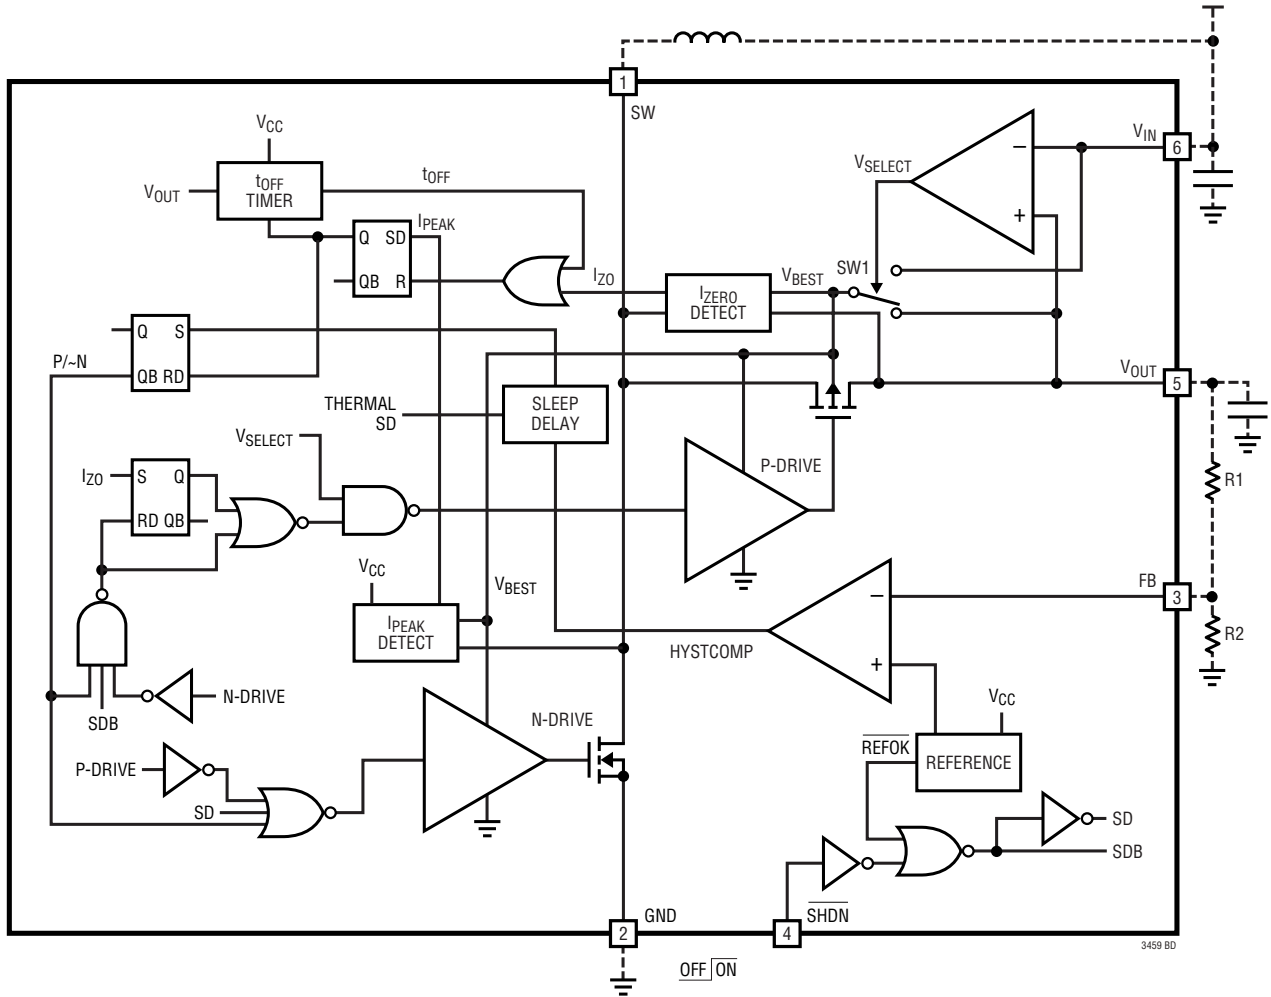 1
SW
VCC
VIN
6
tOFF
VSELECT
−
tOFF
TIMER
VOUT
IPEAK
+
Q SD
SW1
IZO
VBEST
QB R
IZERO
DETECT
Q S
P/~N
QB RD
VOUT
5
THERMAL
SD
SLEEP
DELAY
VSELECT
P-DRIVE
IZO
S Q
R1
RD QB
VCC
VBEST
FB
3
−
IPEAK
DETECT
R2
HYSTCOMP
+
N-DRIVE
VCC
SDB
N-DRIVE
REFOK
P-DRIVE
REFERENCE
SD
SD
SDB
GND
SHDN
2
4
3459 BD
OFF ON